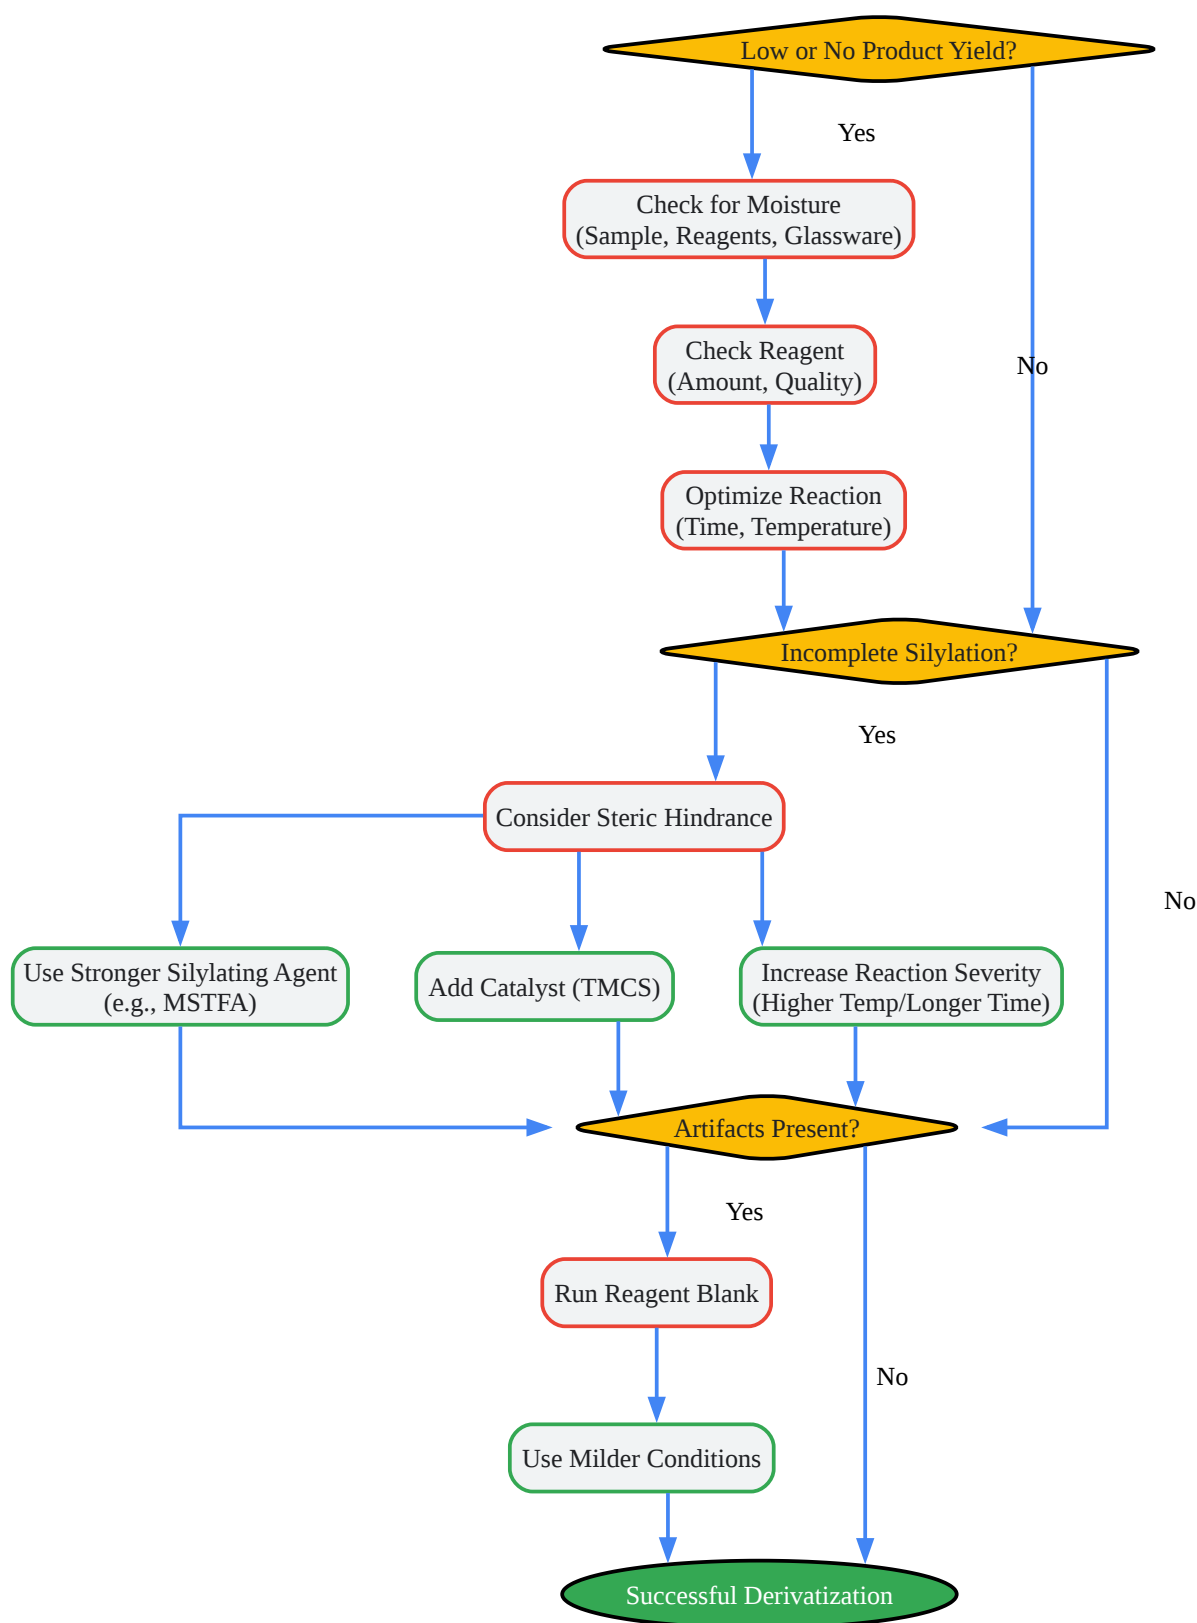 Low or No Product Yield?
Yes
Check for Moisture
(Sample, Reagents, Glassware)
Check Reagent
(Amount, Quality)
No
Optimize Reaction
(Time, Temperature)
Incomplete Silylation?
Yes
Consider Steric Hindrance
No
Use Stronger Silylating Agent
(e.g., MSTFA)
Add Catalyst (TMCS)
Increase Reaction Severity
(Higher Temp/Longer Time)
Artifacts Present?
Yes
Run Reagent Blank
No
Use Milder Conditions
Successful Derivatization